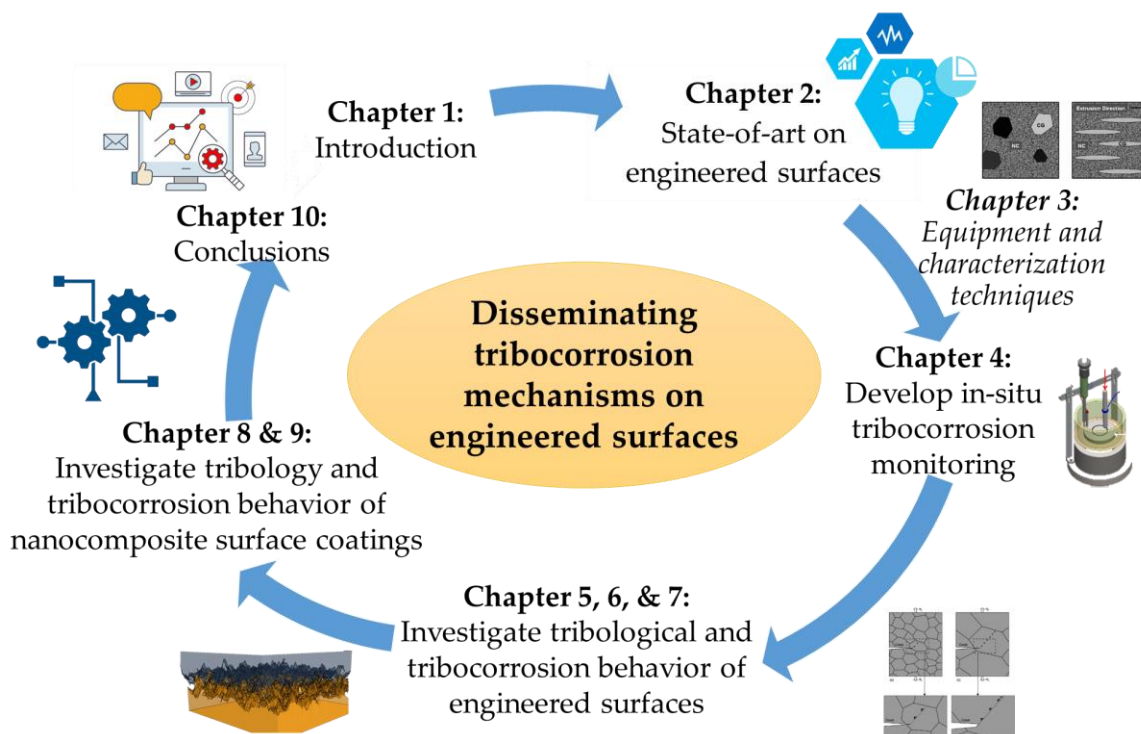 Chapter 1:
Introduction
Chapter 2:
State-of-art on
engineered surfaces
Extrusion Direction
CG
NC
NC
Chapter 3:
Equipment and
characterization
techniques
Chapter 4:
Develop in-situ
tribocorrosion
monitoring
Chapter 5, 6, & 7:
Investigate tribological and
tribocorrosion behavior of
engineered surfaces
Chapter 8 & 9:
Investigate tribology and
tribocorrosion behavior of
nanocomposite surface coatings
Chapter 10:
Conclusions
Disseminating
tribocorrosion
mechanisms on
engineered surfaces